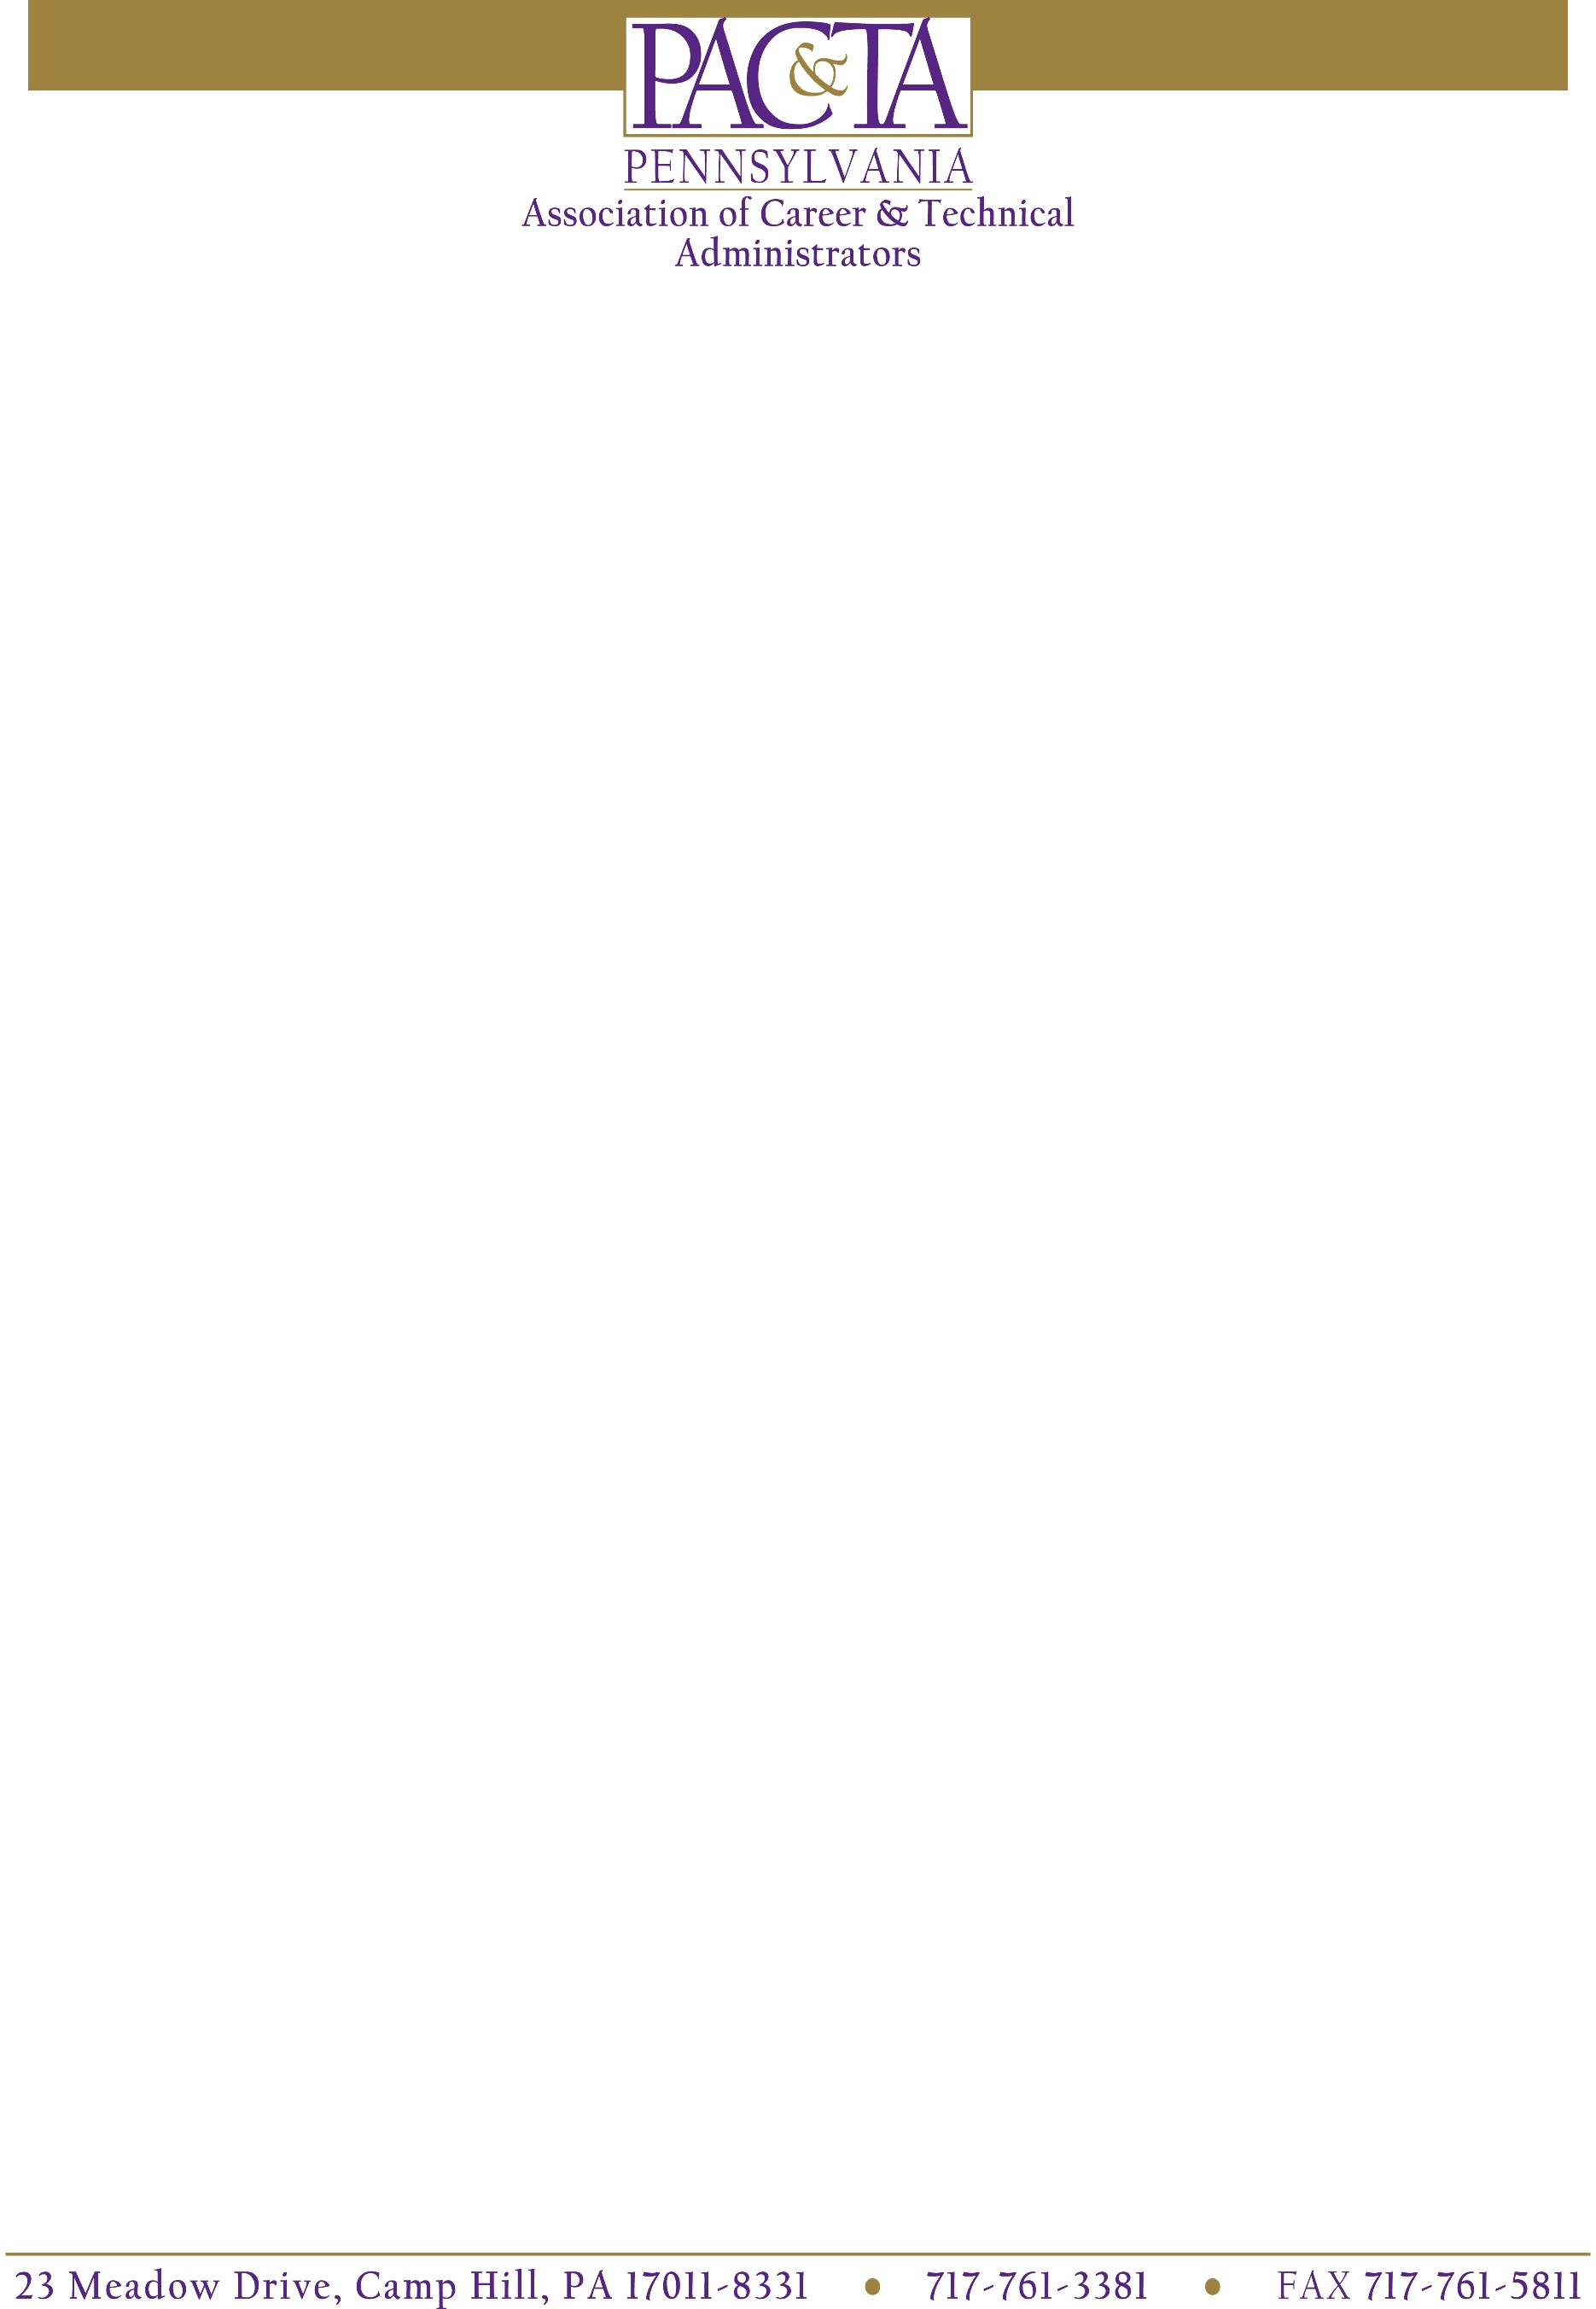 PAC&TA
PENNSYLVANIA
Association of Career & Technical
Administrators
23 Meadow Drive, Camp Hill, PA 17011-8331 • 717-761-3381 • FAX 717-761-5811